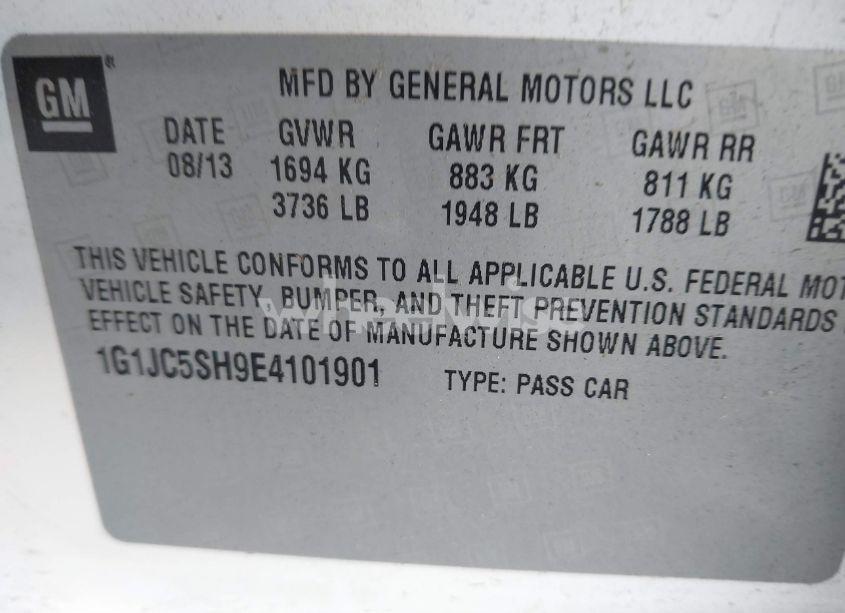 GM
MFD BY GENERAL MOTORS LLC
DATE GVWR GAWR FRT GAWR RR
08/13 1694 KG 883 KG 811 KG
3736 LB 1948 LB 1788 LB
THIS VEHICLE CONFORMS TO ALL APPLICABLE U.S. FEDERAL MOT
VEHICLE SAFETY, BUMPER, AND THEFT PREVENTION STANDARDS
EFFECT ON THE DATE OF MANUFACTURE SHOWN ABOVE.
1G1JC5SH9E4101901 TYPE: PASS CAR